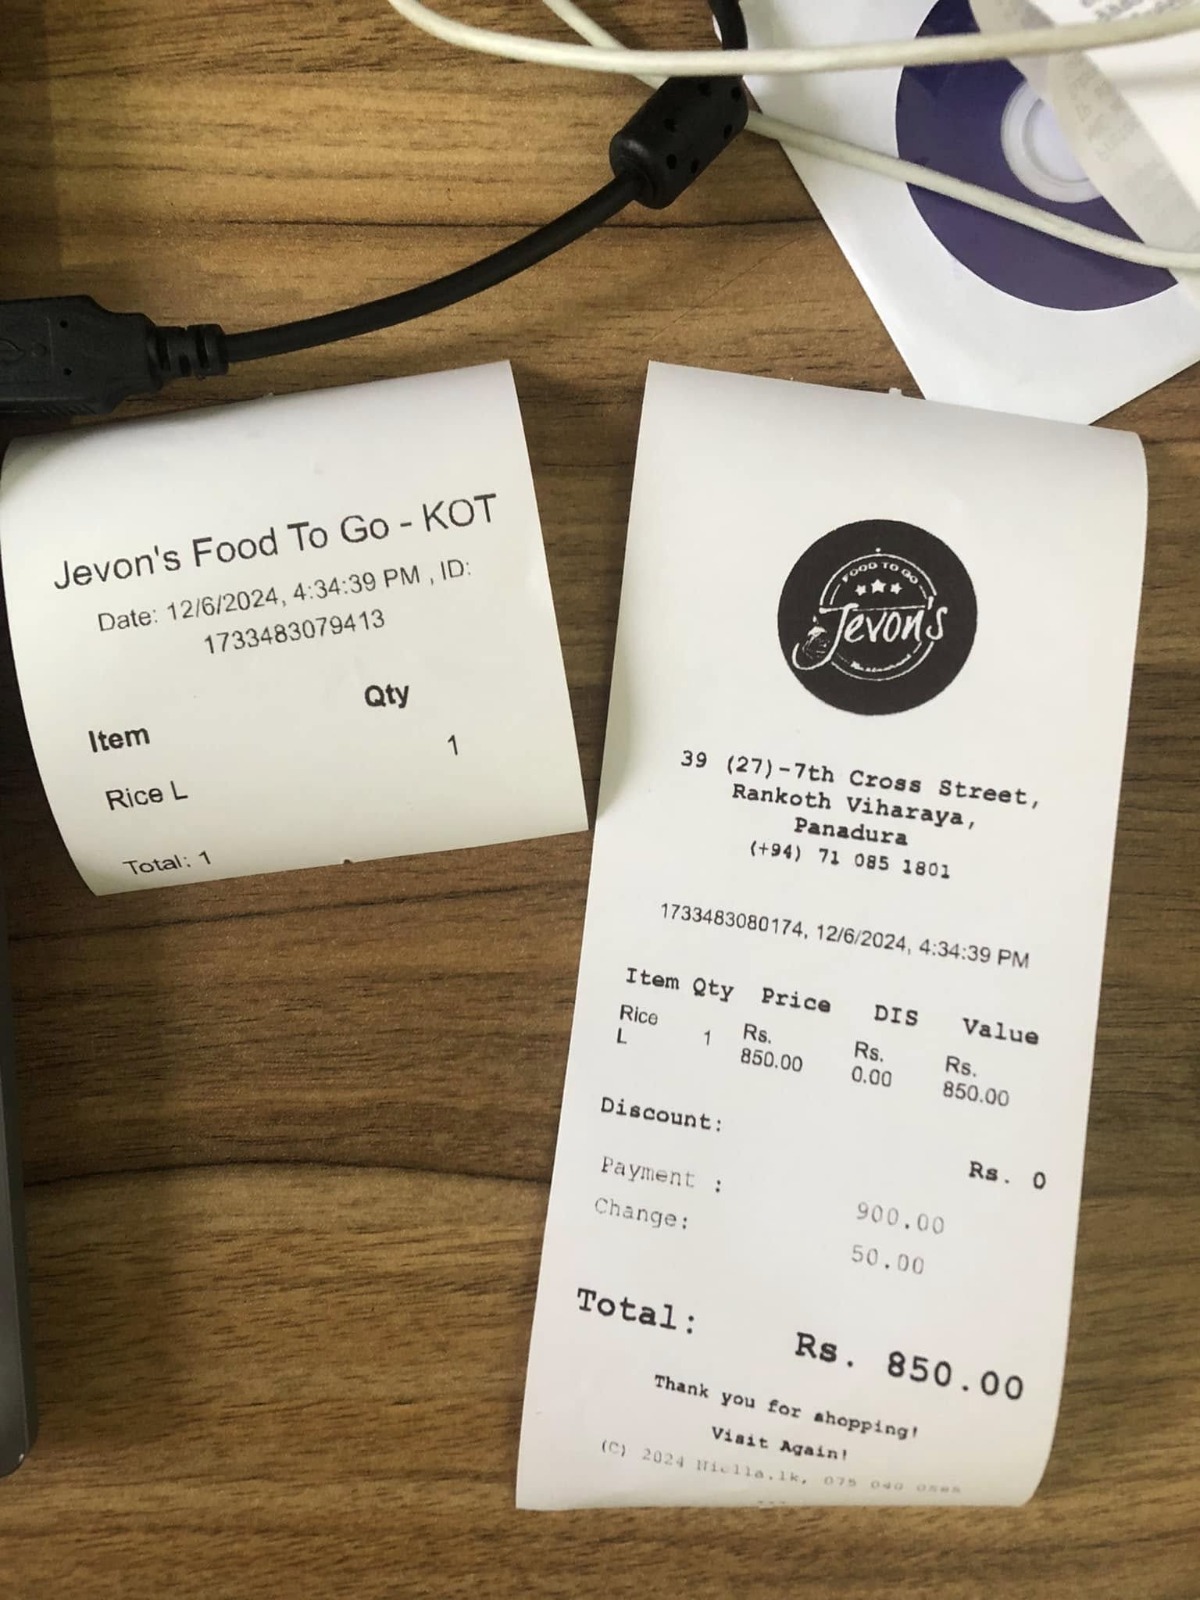 Jevon's Food To Go - KOT
Date: 12/6/2024, 4:34:39 PM , ID:
1733483079413
Item Qty
Rice L 1
Total: 1
FOOD TO GO
Jevon's
39 (27)-7th Cross Street,
Rankoth Viharaya,
Panadura
(+94) 71 085 1801
1733483080174, 12/6/2024, 4:34:39 PM
Item Qty Price DIS Value
Rice Rs. Rs. Rs.
L 1 850.00 0.00 850.00
Discount: Rs. 0
Payment : 900.00
Change: 50.00
Total: Rs. 850.00
Thank you for shopping!
Visit Again!
(C) 2024 075 040